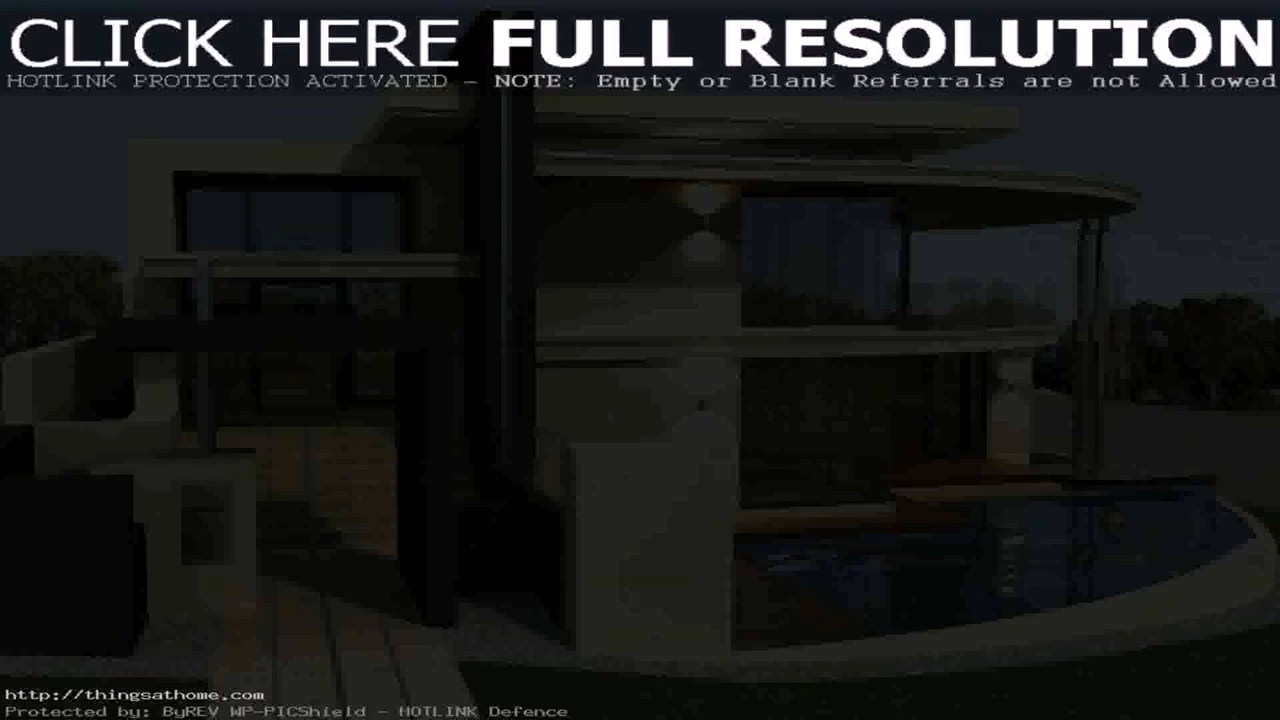 CLICK HERE FULL RESOLUTION
HOTLINK PROTECTION ACTIVATED - NOTE: Empty or Blank Referrals are not Allowed
http://thingsathome.com
Protected by: ByREV WP-PICShield - HOTLINK Defence